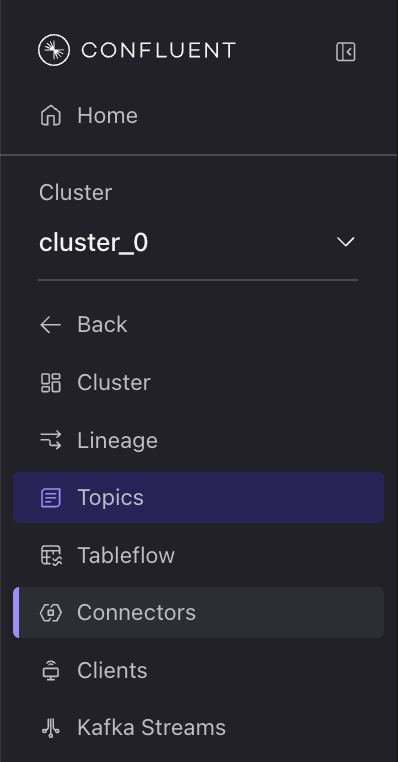 CONFLUENT
Home
Cluster
cluster_0
Back
Cluster
Lineage
Topics
Tableflow
Connectors
Clients
Kafka Streams